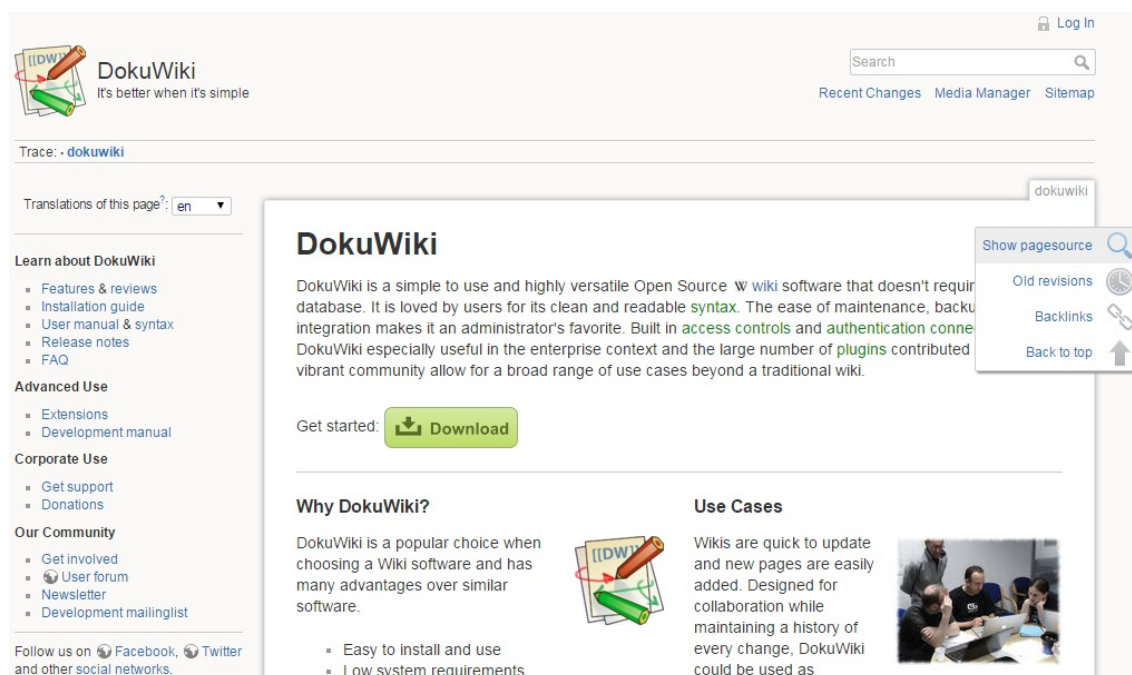 Log In
[[DW]]
DokuWiki
It's better when it's simple
Search
Recent Changes Media Manager Sitemap
Trace: • dokuwiki
dokuwiki
Translations of this page?: en
Learn about DokuWiki
Features & reviews
Installation guide
User manual & syntax
Release notes
FAQ
Advanced Use
Extensions
Development manual
Corporate Use
Get support
Donations
Our Community
Get involved
User forum
Newsletter
Development mailinglist
Follow us on Facebook, Twitter
and other social networks.
DokuWiki
DokuWiki is a simple to use and highly versatile Open Source W wiki software that doesn't requir
database. It is loved by users for its clean and readable syntax. The ease of maintenance, backu
integration makes it an administrator's favorite. Built in access controls and authentication conne
DokuWiki especially useful in the enterprise context and the large number of plugins contributed
vibrant community allow for a broad range of use cases beyond a traditional wiki.
Show pagesource
Old revisions
Backlinks
Back to top
Get started: Download
Why DokuWiki?
DokuWiki is a popular choice when
choosing a Wiki software and has
many advantages over similar
software.
Easy to install and use
Low system requirements
[[DW]]
Use Cases
Wikis are quick to update
and new pages are easily
added. Designed for
collaboration while
maintaining a history of
every change, DokuWiki
could be used as